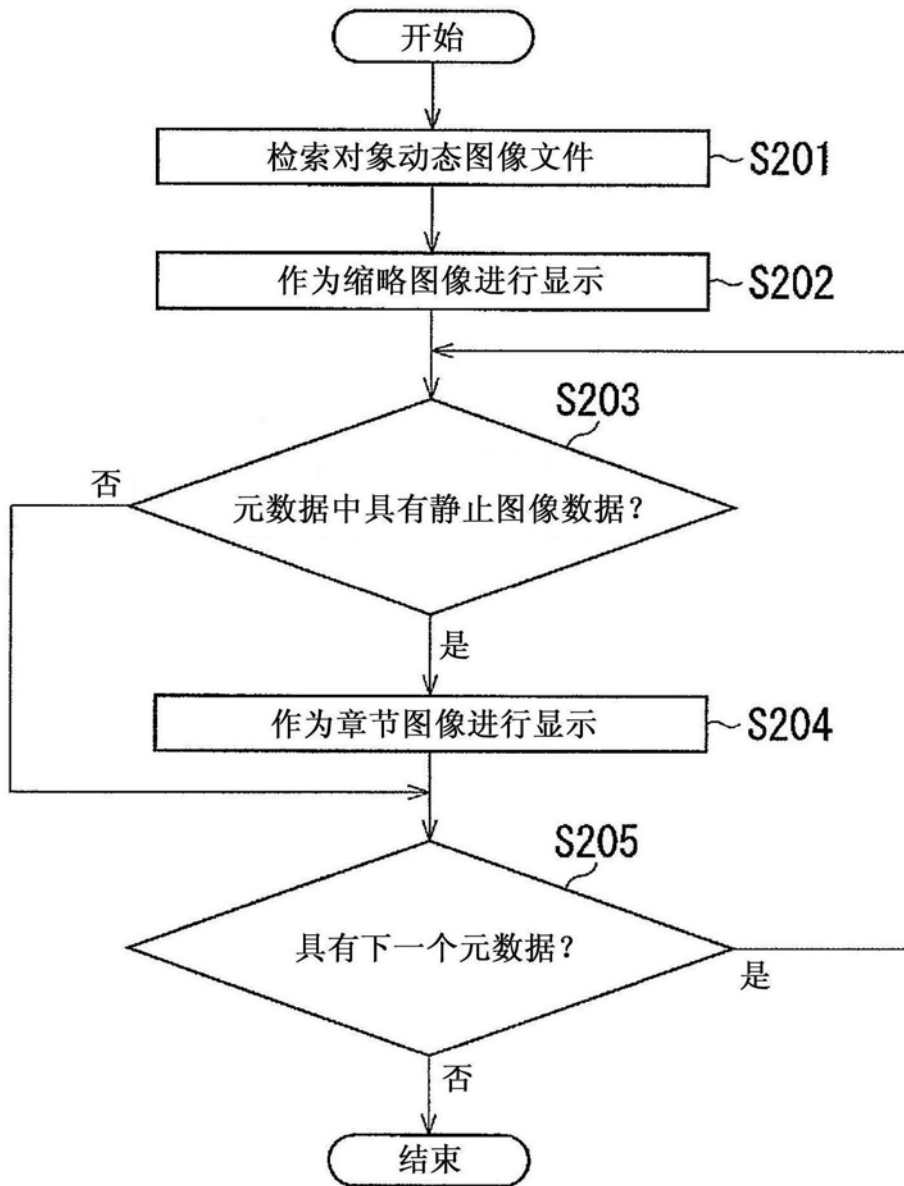 开始
检索对象动态图像文件
S201
作为缩略图像进行显示
S202
S203
否
元数据中具有静止图像数据?
是
作为章节图像进行显示
S204
S205
具有下一个元数据?
是
否
结束